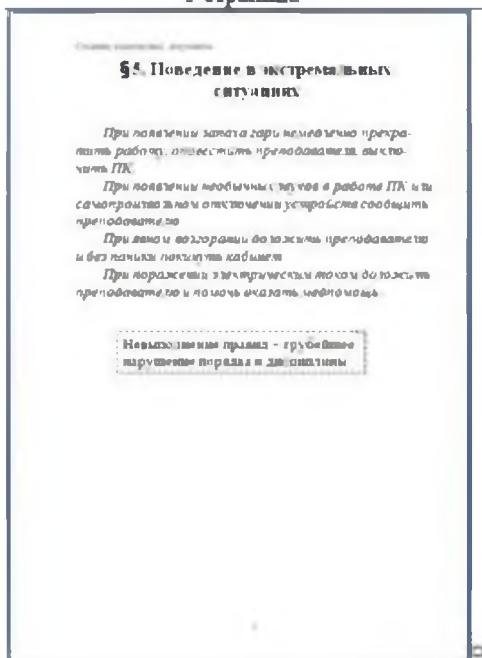 §5. Поведение в экстремальных
ситуациях
При появлении запаха гари немедленно прекра-
тить работу, оповестить преподавателя, выклю-
чить ПК
При появлении необычных звуков в работе ПК или
самопроизвольном отключении устройства сообщить
преподавателю
При явном возгорании доложить преподавателю
и без паники покинуть кабинет
При поражении электрическим током доложить
преподавателю и помочь оказать медпомощь
Невыполнение правил - грубейшее
нарушение порядка и дисциплины